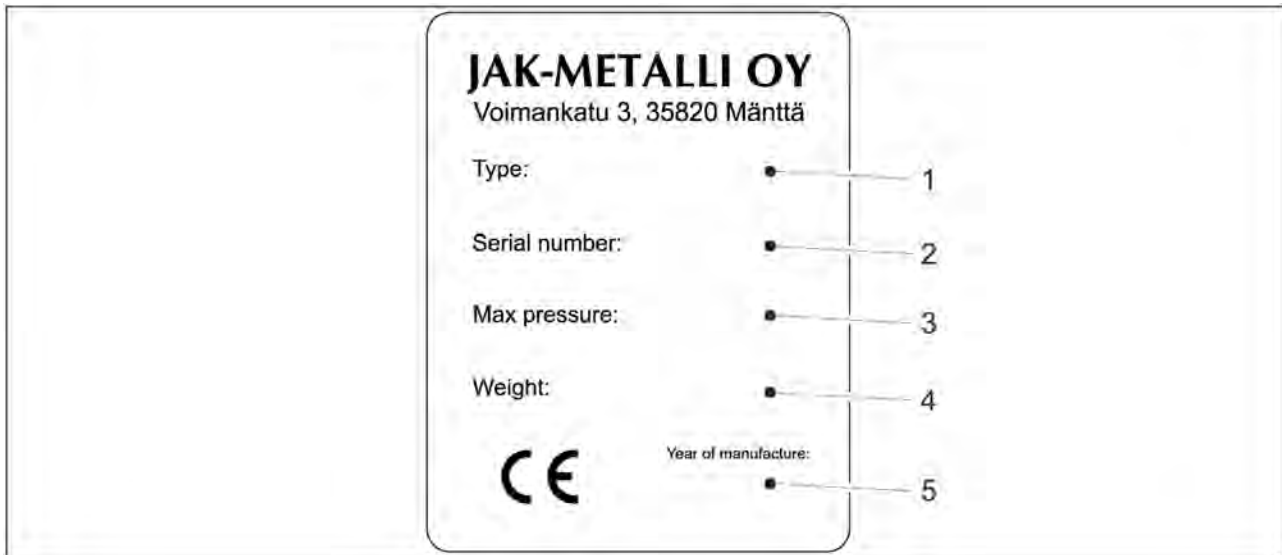 JAK-METALLI OY
Voimankatu 3, 35820 Mänttä
Type: 1
Serial number: 2
Max pressure: 3
Weight: 4
CE Year of manufacture:
5